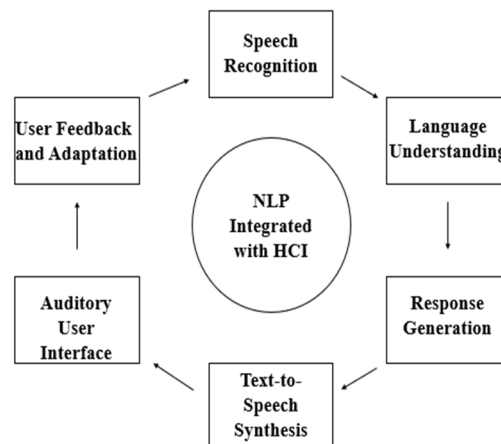 Speech
Recognition
Language
Understanding
Response
Generation
Text-to-
Speech
Synthesis
Auditory
User
Interface
User Feedback
and Adaptation
NLP
Integrated
with HCI